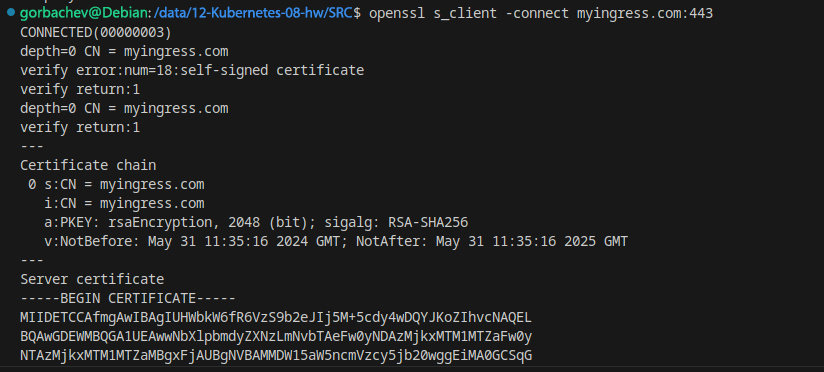 gorbachev@Debian:/data/12-Kubernetes-08-hw/SRC$ openssl s_client -connect myingress.com:443
CONNECTED(00000003)
depth=0 CN = myingress.com
verify error:num=18:self-signed certificate
verify return:1
depth=0 CN = myingress.com
verify return:1
---
Certificate chain
 0 s:CN = myingress.com
   i:CN = myingress.com
   a:PKEY: rsaEncryption, 2048 (bit); sigalg: RSA-SHA256
   v:NotBefore: May 31 11:35:16 2024 GMT; NotAfter: May 31 11:35:16 2025 GMT
---
Server certificate
-----BEGIN CERTIFICATE-----
MIIDETCCAfmgAwIBAgIUHWbkW6fR6VzS9b2eJIj5M+5cdy4wDQYJKoZIhvcNAQEL
BQAwGDEWMBQGA1UEAwwNbXlpbmdyZXNzLmNvbTAeFw0yNDAzMjkxMTM1MTZaFw0y
NTAzMjkxMTM1MTZaMBgxFjAUBgNVBAMMDW15aW5ncmVzcy5jb20wggEiMA0GCSqG